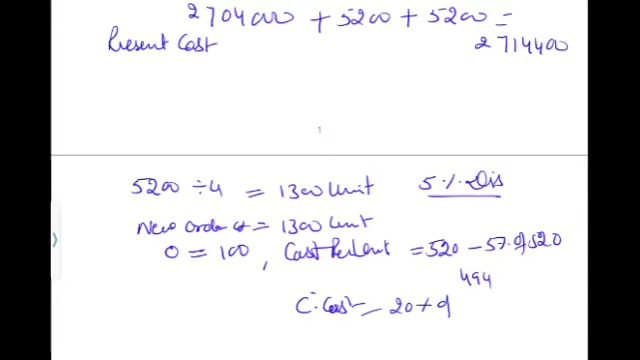 2704000 + 5200 + 5200 =
Present Cost 2714400
1
5200 ÷ 4 = 1300 Unit 5% Dis
New Order Q = 1300 Unit
O = 100, Cost Per Unit = 520 - 5% of 520
494
C. Cost = 20% of